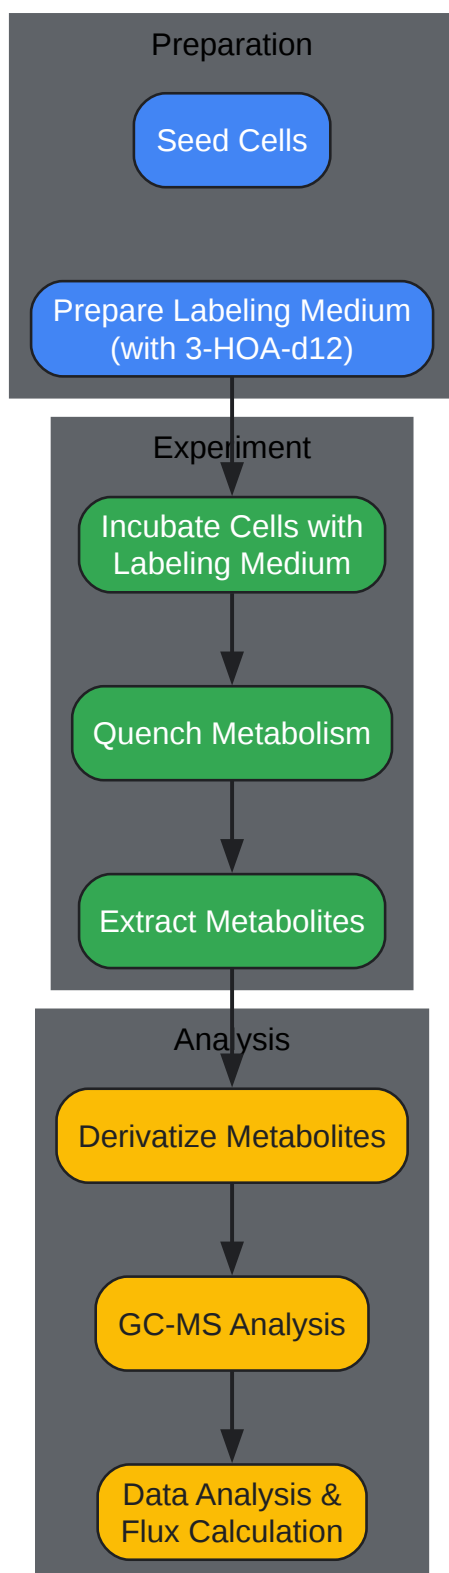 Preparation
Seed Cells
Prepare Labeling Medium
(with 3-HOA-d12)
Experiment
Incubate Cells with
Labeling Medium
Quench Metabolism
Extract Metabolites
Analysis
Derivatize Metabolites
GC-MS Analysis
Data Analysis &
Flux Calculation